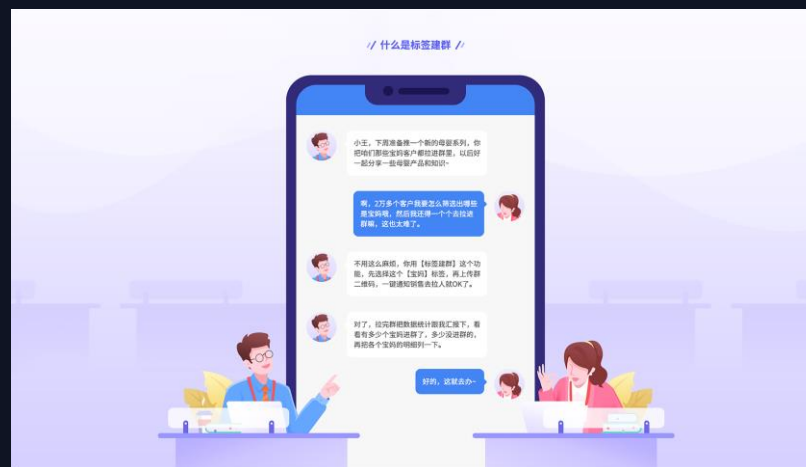 // 什么是标签建群 //
小王，下周准备推一个新的母婴系列，你
把咱们那些宝妈客户都拉进群里，以后好
一起分享一些母婴产品和知识~
啊，2万多个客户我要怎么筛选出哪些
是宝妈哦，然后我还得一个个去拉进
群嘛，这也太难了。
不用这么麻烦，你用【标签建群】这个功
能，先选择这个【宝妈】标签，再上传群
二维码，一键通知销售去拉人就OK了。
对了，拉完群把数据统计跟我汇报下，看
看有多少个宝妈进群了，多少没进群的，
再把各个宝妈的明细列一下。
好的，这就去办~